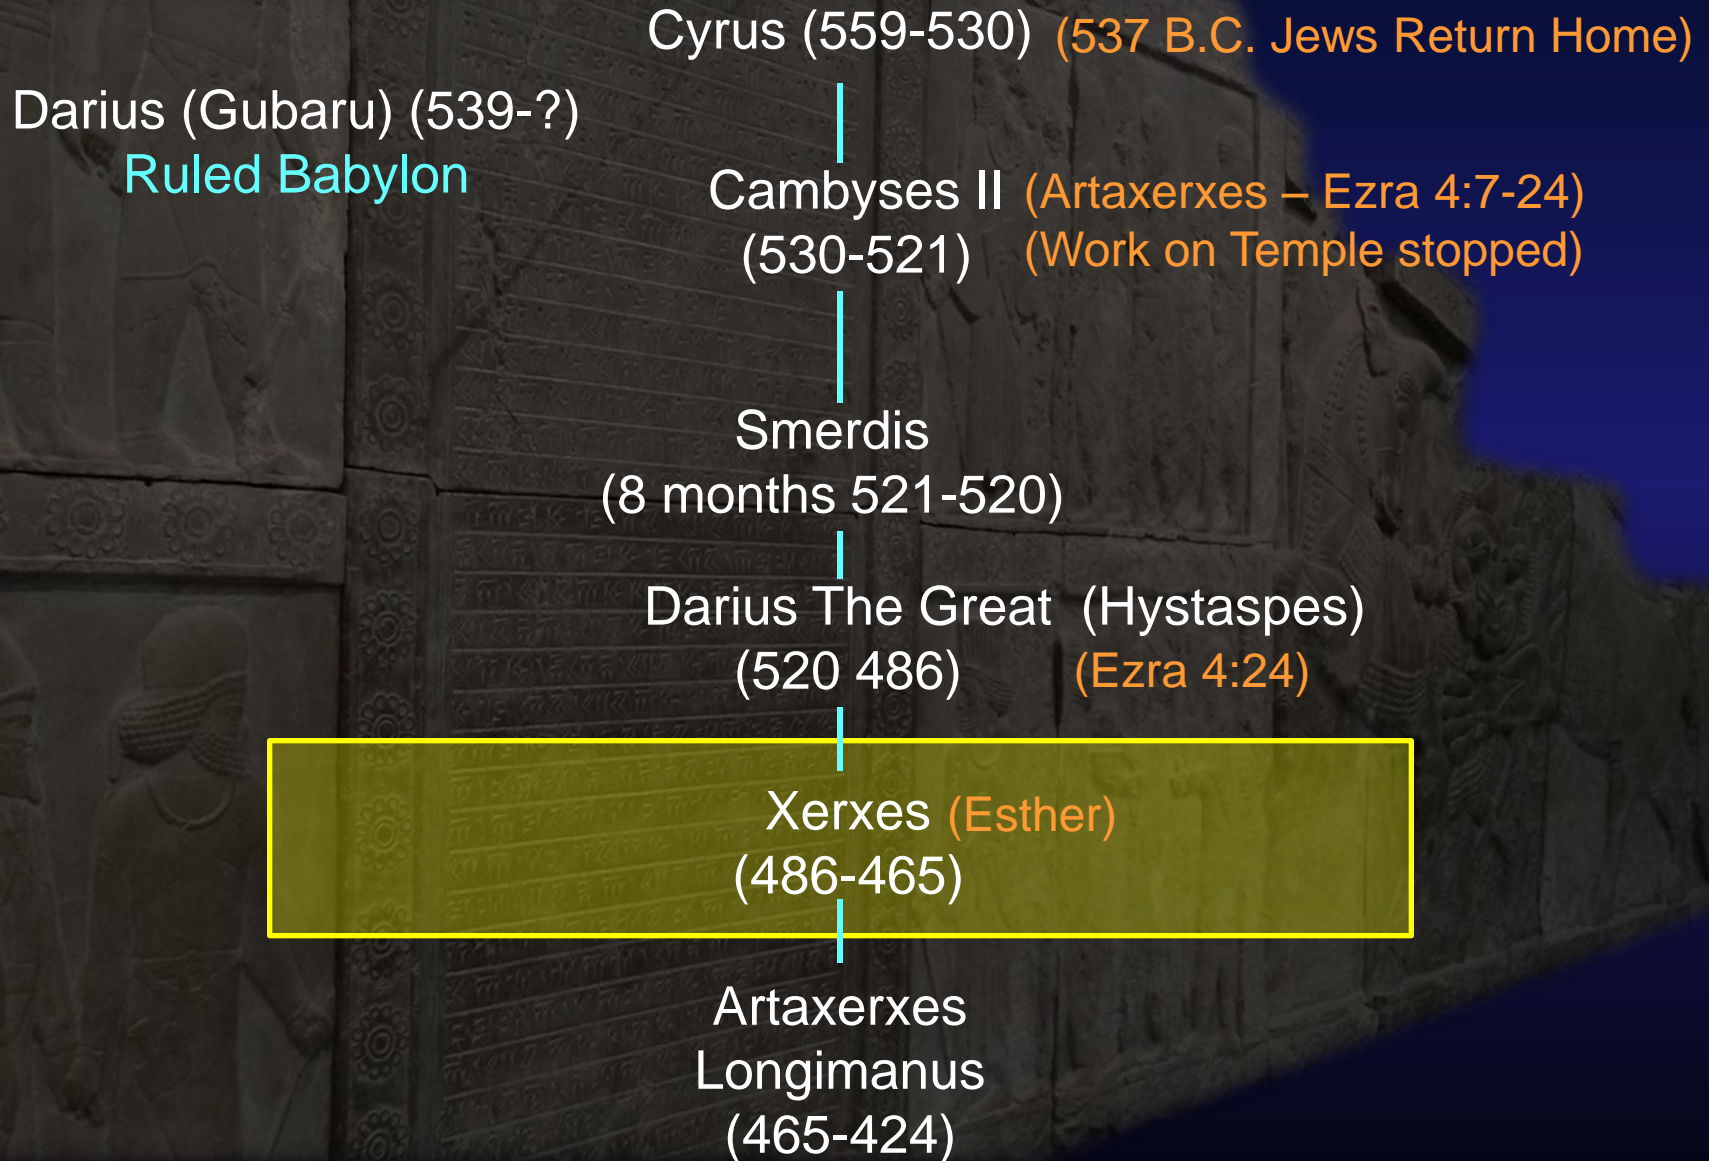 Cyrus (559-530) (537 B.C. Jews Return Home)
Darius (Gubaru) (539-?)
Ruled Babylon
Cambyses II (Artaxerxes – Ezra 4:7-24)
(530-521) (Work on Temple stopped)
Smerdis
(8 months 521-520)
Darius The Great (Hystaspes)
(520 486) (Ezra 4:24)
Xerxes (Esther)
(486-465)
Artaxerxes
Longimanus
(465-424)